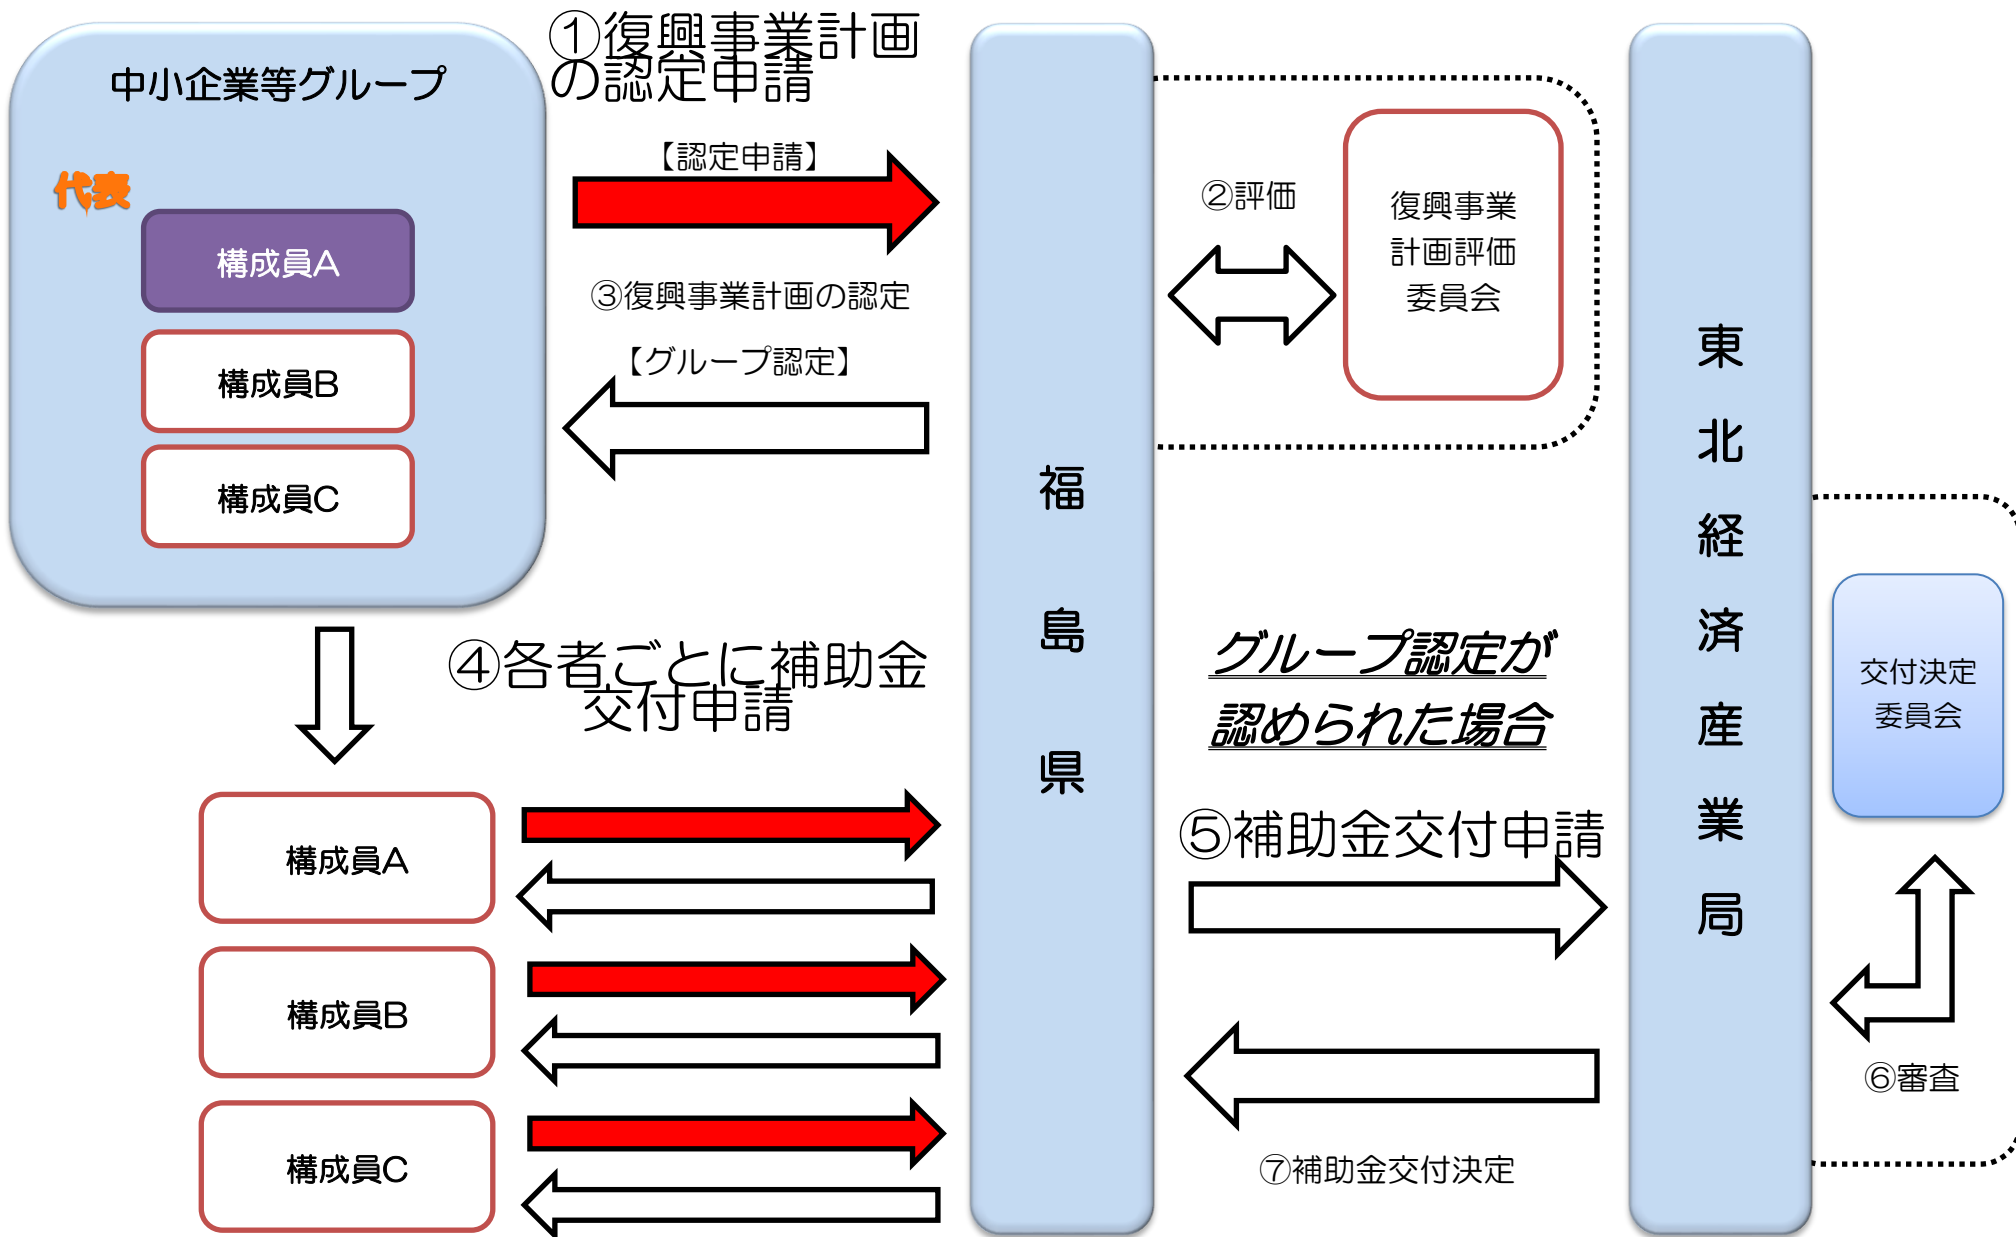 中小企業等グループ
代表
構成員A
構成員B
構成員C
①復興事業計画
の認定申請
【認定申請】
③復興事業計画の認定
【グループ認定】
福島県
②評価
復興事業
計画評価
委員会
東北経済産業局
交付決定
委員会
④各者ごとに補助金
交付申請
グループ認定が
認められた場合
⑤補助金交付申請
⑥審査
⑦補助金交付決定
構成員A
構成員B
構成員C